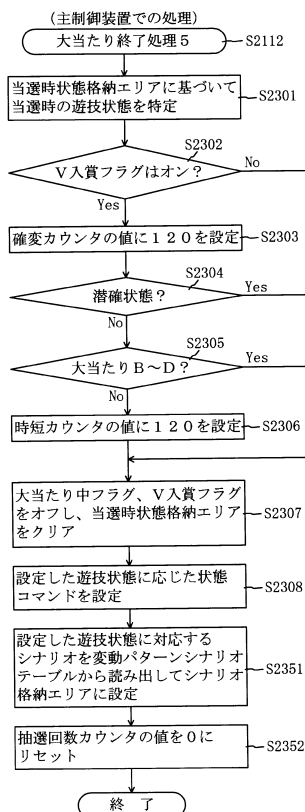 (主制御装置での処理)
大当たり終了処理5
S2112
当選時状態格納エリアに基づいて
当選時の遊技状態を特定
S2301
S2302
V入賞フラグはオン?
No
Yes
確変カウンタの値に120を設定
S2303
S2304
潜確状態?
Yes
No
S2305
大当たりB~D?
Yes
No
時短カウンタの値に120を設定
S2306
大当たり中フラグ、V入賞フラグ
をオフし、当選時状態格納エリア
をクリア
S2307
設定した遊技状態に応じた状態
コマンドを設定
S2308
設定した遊技状態に対応する
シナリオを変動パターンシナリオ
テーブルから読み出してシナリオ
格納エリアに設定
S2351
抽選回数カウンタの値を0に
リセット
S2352
終 了